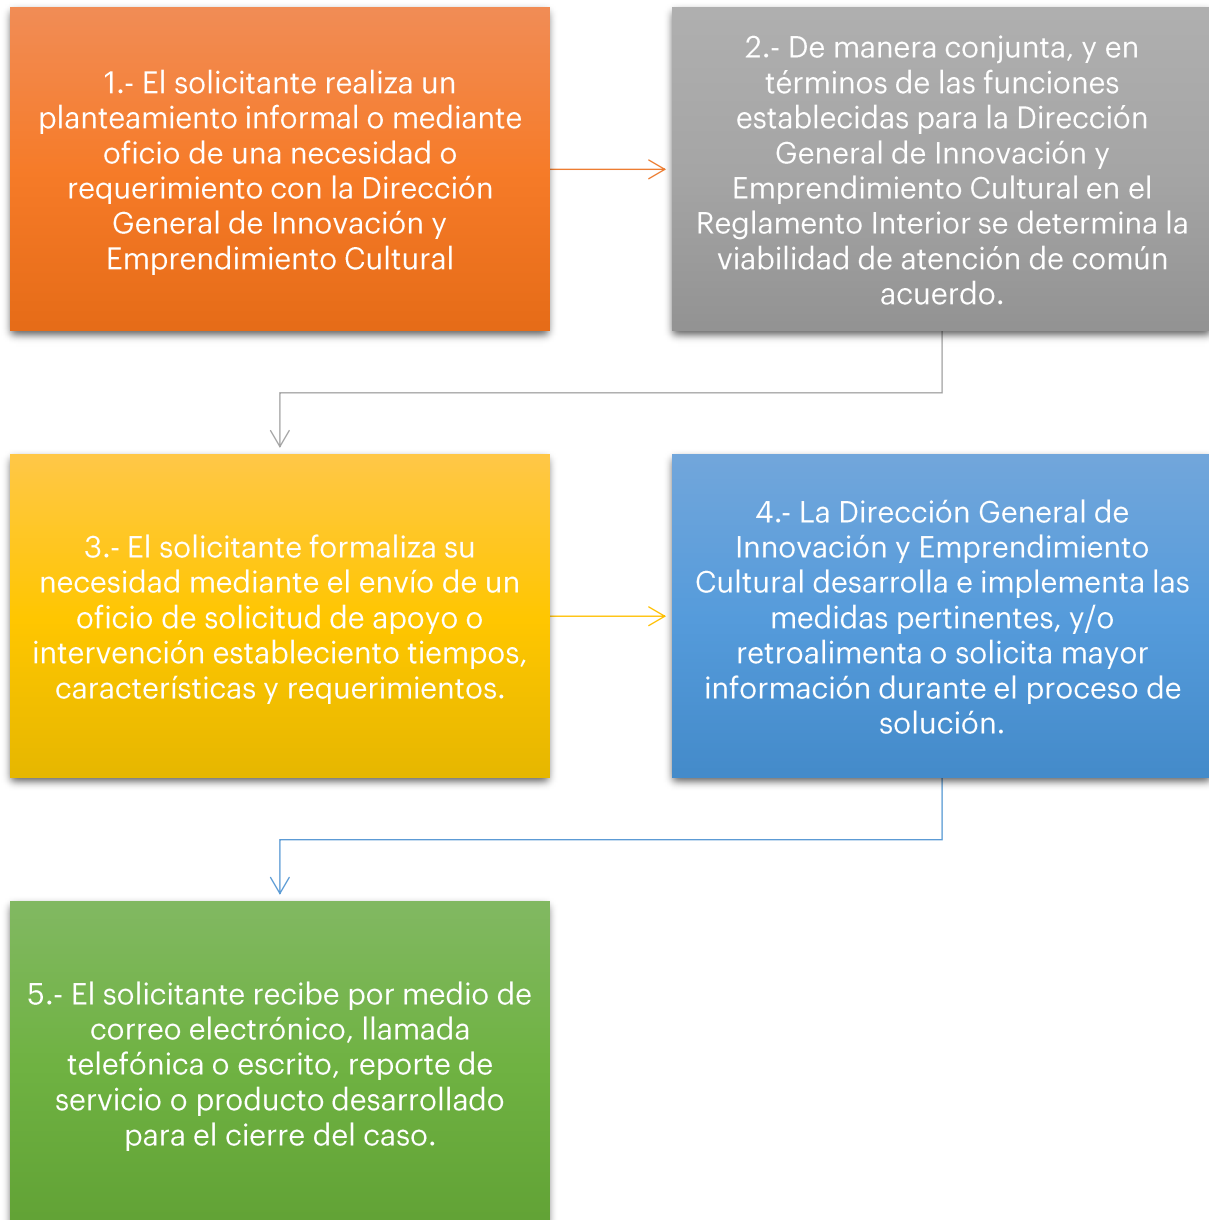 1.- El solicitante realiza un
planteamiento informal o mediante
oficio de una necesidad o
requerimiento con la Dirección
General de Innovación y
Emprendimiento Cultural
2.- De manera conjunta, y en
términos de las funciones
establecidas para la Dirección
General de Innovación y
Emprendimiento Cultural en el
Reglamento Interior se determina la
viabilidad de atención de común
acuerdo.
3.- El solicitante formaliza su
necesidad mediante el envío de un
oficio de solicitud de apoyo o
intervención estableciento tiempos,
características y requerimientos.
4.- La Dirección General de
Innovación y Emprendimiento
Cultural desarrolla e implementa las
medidas pertinentes, y/o
retroalimenta o solicita mayor
información durante el proceso de
solución.
5.- El solicitante recibe por medio de
correo electrónico, llamada
telefónica o escrito, reporte de
servicio o producto desarrollado
para el cierre del caso.